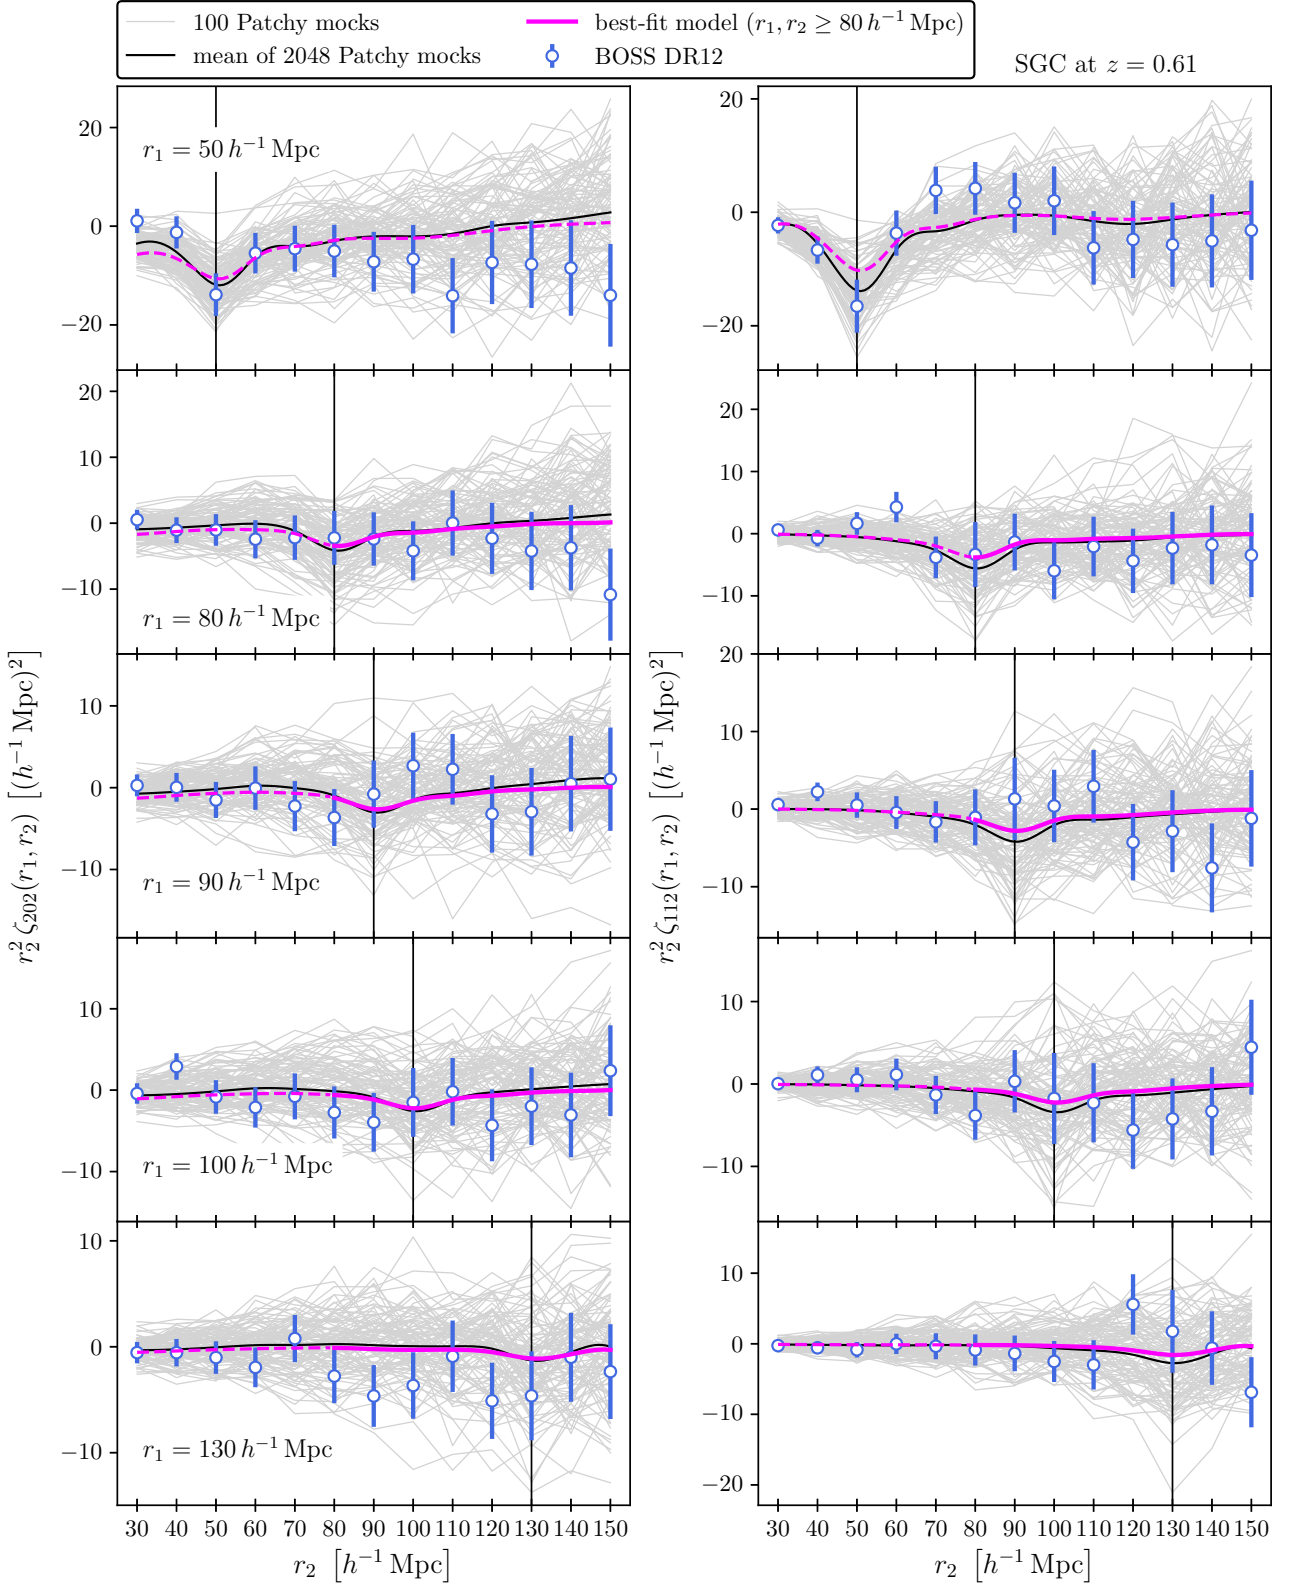 100 Patchy mocks
mean of 2048 Patchy mocks
best-fit model (r₁, r₂ ≥ 80 h⁻¹ Mpc)
BOSS DR12
SGC at z = 0.61
r₁ = 50 h⁻¹ Mpc
20
0
−20
20
0
−20
r₁ = 80 h⁻¹ Mpc
20
10
0
−10
20
10
0
−10
r₁ = 90 h⁻¹ Mpc
10
0
−10
20
10
0
−10
r₁ = 100 h⁻¹ Mpc
10
0
−10
10
0
−10
r₁ = 130 h⁻¹ Mpc
10
0
−10
10
0
−10
−20
r₂² ζ₂₀₂(r₁, r₂) [(h⁻¹ Mpc)²]
r₂² ζ₁₁₂(r₁, r₂) [(h⁻¹ Mpc)²]
30 40 50 60 70 80 90 100 110 120 130 140 150
30 40 50 60 70 80 90 100 110 120 130 140 150
r₂ [h⁻¹ Mpc]
r₂ [h⁻¹ Mpc]